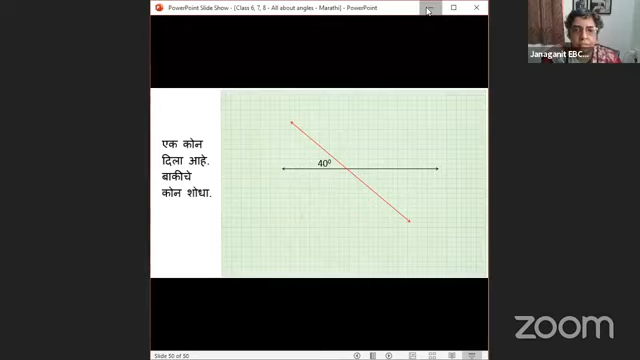 PowerPoint Slide Show - [Class 6, 7, 8 - All about angles - Marathi] - PowerPoint
Janaganit EBC...
एक कोन
दिला आहे.
बाकीचे
कोन शोधा.
40⁰
zoom
Slide 50 of 50